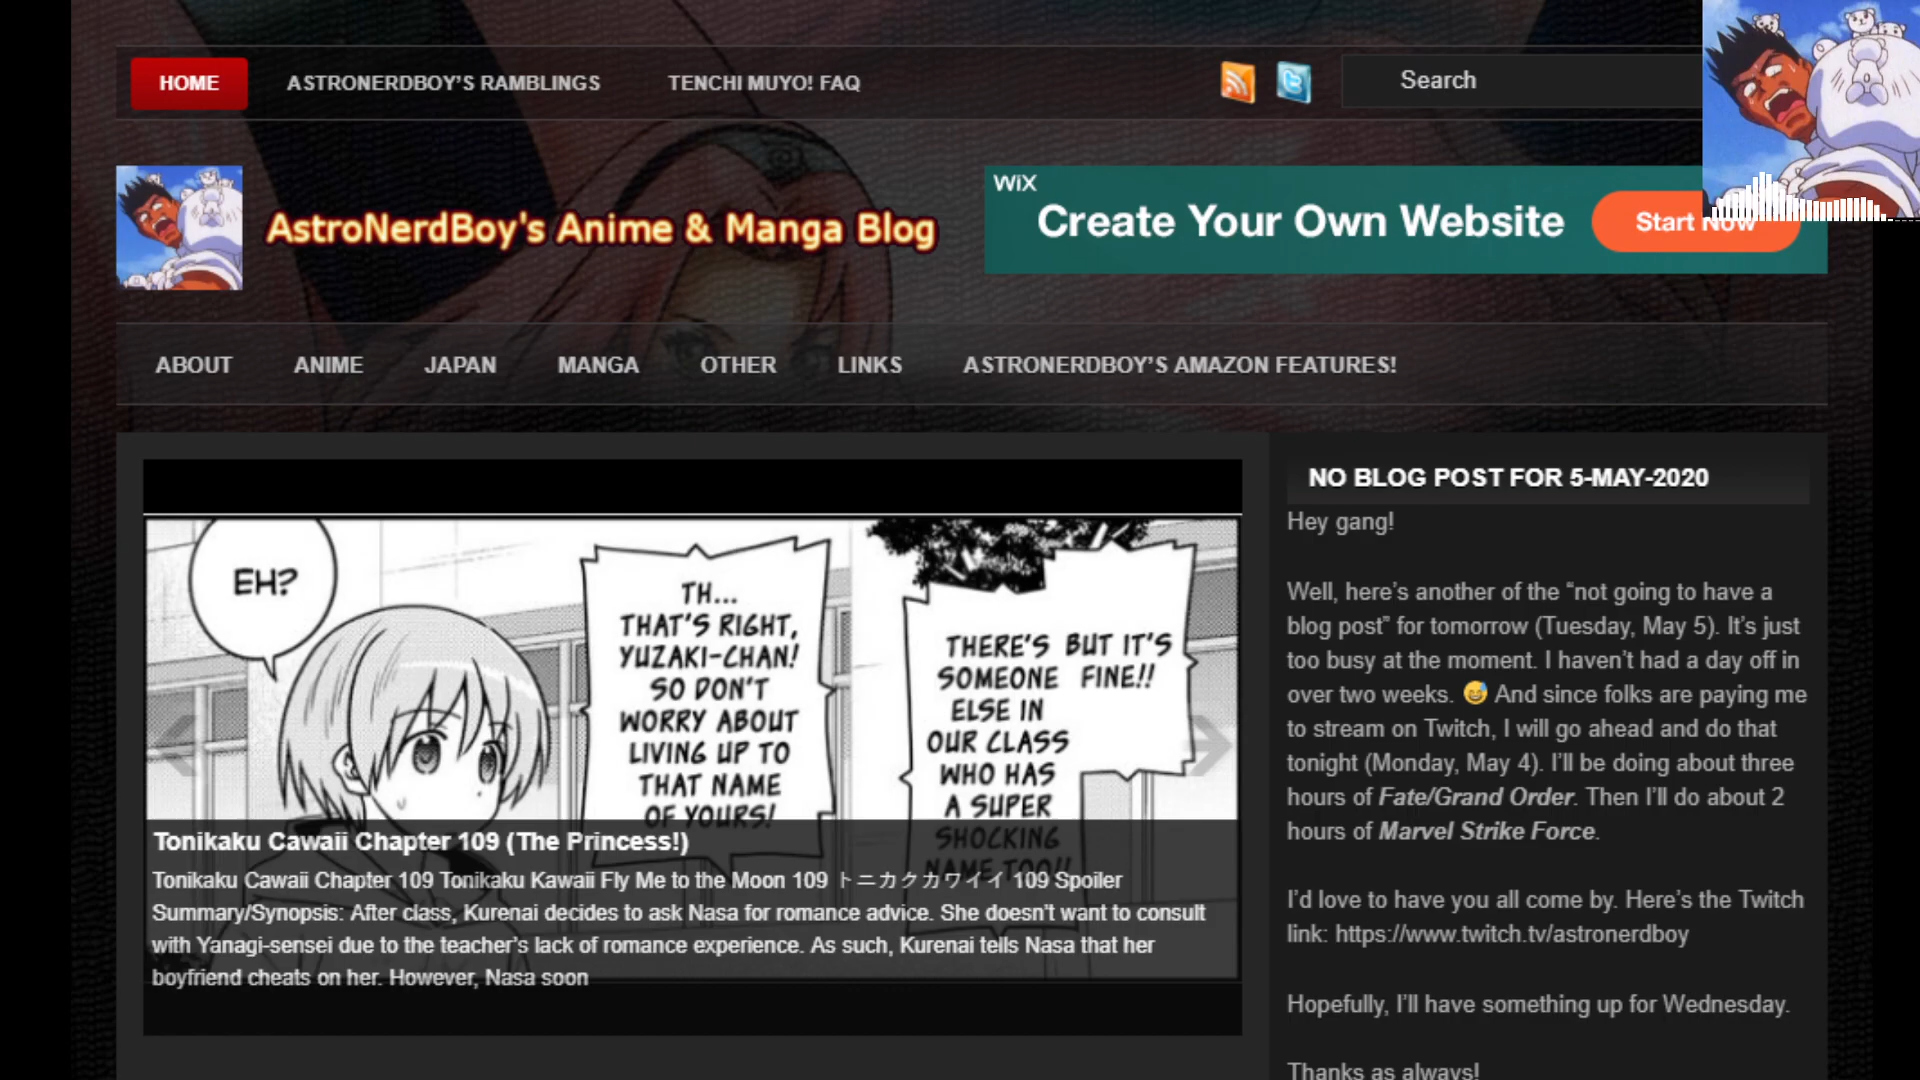 HOME ASTRONERDBOY'S RAMBLINGS TENCHI MUYO! FAQ Search
AstroNerdBoy's Anime & Manga Blog
WiX
Create Your Own Website
Start Now
ABOUT ANIME JAPAN MANGA OTHER LINKS ASTRONERDBOY'S AMAZON FEATURES!
EH?
TH...
THAT'S RIGHT,
YUZAKI-CHAN!
SO DON'T
WORRY ABOUT
LIVING UP TO
THAT NAME
OF YOURS!
THERE'S
SOMEONE
ELSE IN
OUR CLASS
WHO HAS
A SUPER
SHOCKING
NAME TOO!!
BUT IT'S
FINE!!
Tonikaku Cawaii Chapter 109 (The Princess!)
Tonikaku Cawaii Chapter 109 Tonikaku Kawaii Fly Me to the Moon 109 トニカクカワイイ 109 Spoiler
Summary/Synopsis: After class, Kurenai decides to ask Nasa for romance advice. She doesn't want to consult
with Yanagi-sensei due to the teacher's lack of romance experience. As such, Kurenai tells Nasa that her
boyfriend cheats on her. However, Nasa soon
NO BLOG POST FOR 5-MAY-2020
Hey gang!
Well, here's another of the “not going to have a
blog post” for tomorrow (Tuesday, May 5). It's just
too busy at the moment. I haven't had a day off in
over two weeks. 😅 And since folks are paying me
to stream on Twitch, I will go ahead and do that
tonight (Monday, May 4). I'll be doing about three
hours of Fate/Grand Order. Then I'll do about 2
hours of Marvel Strike Force.
I'd love to have you all come by. Here's the Twitch
link: https://www.twitch.tv/astronerdboy
Hopefully, I'll have something up for Wednesday.
Thanks as always!